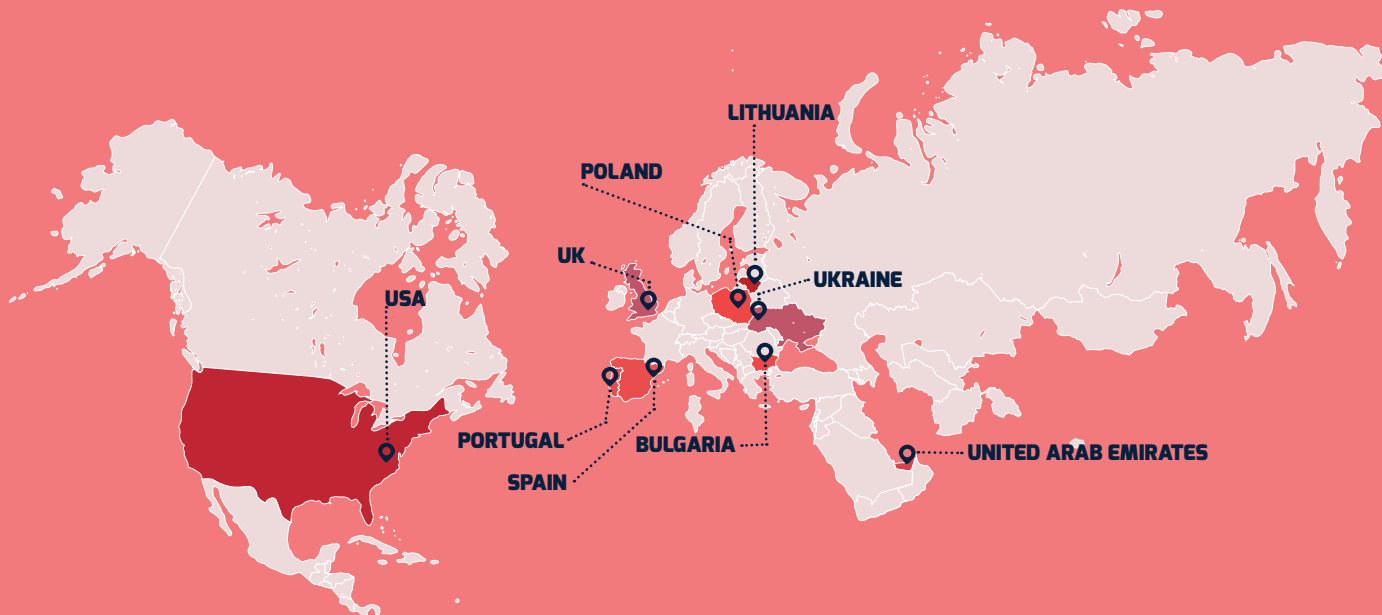 LITHUANIA
POLAND
UK
UKRAINE
USA
PORTUGAL
BULGARIA
UNITED ARAB EMIRATES
SPAIN